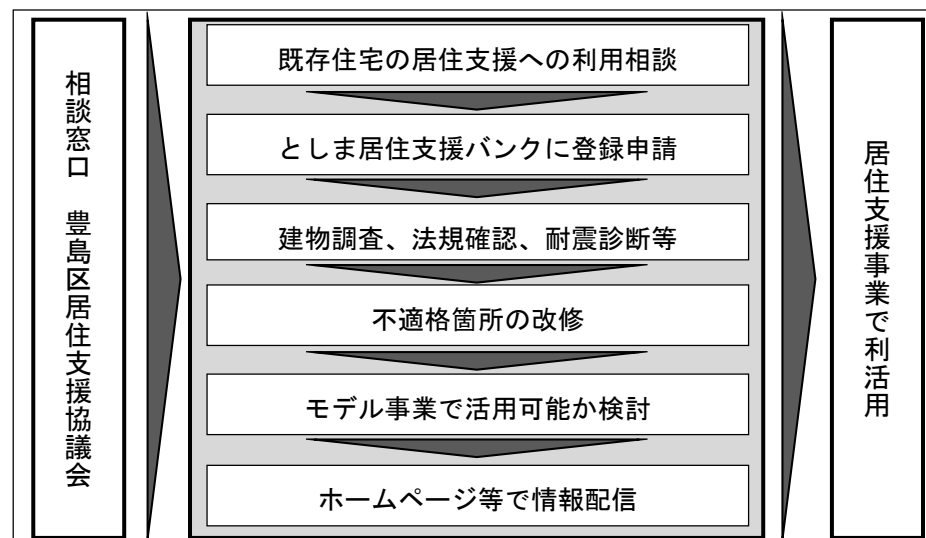 相談窓口　豊島区居住支援協議会
既存住宅の居住支援への利用相談
としま居住支援バンクに登録申請
建物調査、法規確認、耐震診断等
不適格箇所の改修
モデル事業で活用可能か検討
ホームページ等で情報配信
居住支援事業で利活用